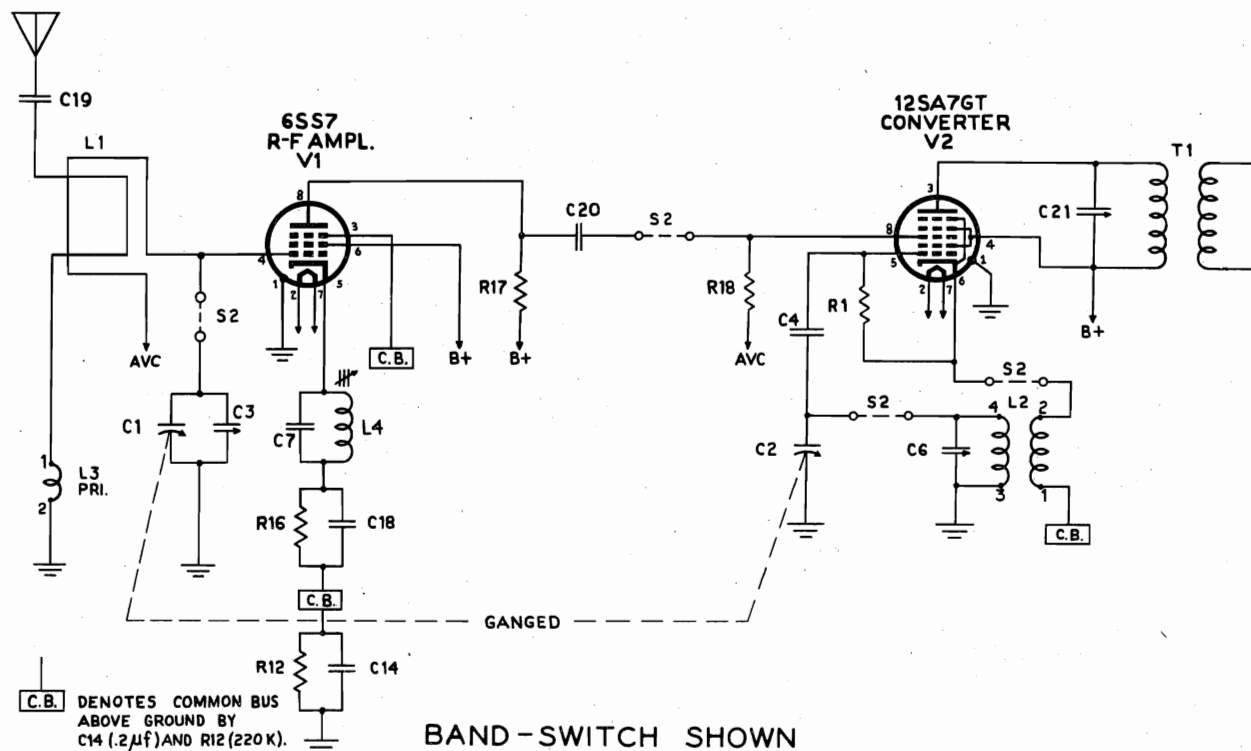 C19
L1
6SS7
R-F AMPL.
V1
12SA7GT
CONVERTER
V2
T1
8
3
6
4
1
2
7
5
C20
S2
R17
R18
3
8
5
4
1
2
7
6
C21
S2
AVC
C.B.
B+
B+
AVC
C4
R1
B+
C1
C3
C7
L4
S2
S2
L2
4
2
C2
C6
3
1
C.B.
1
L3
PRI.
2
R16
C18
C.B.
GANGED
R12
C14
C.B. DENOTES COMMON BUS
ABOVE GROUND BY
C14 (.2µf) AND R12 (220 K).
BAND-SWITCH SHOWN